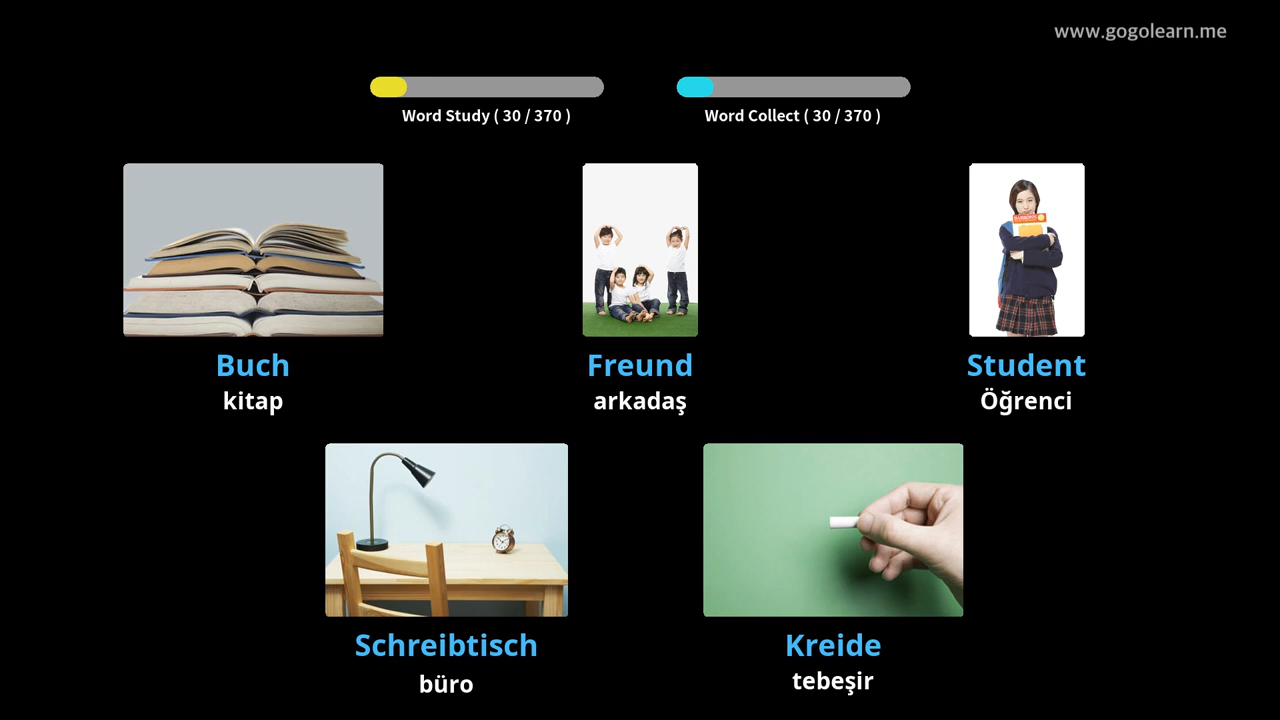 www.gogolearn.me
Word Study ( 30 / 370 )
Word Collect ( 30 / 370 )
Buch
kitap
Freund
arkadaş
Student
Öğrenci
Schreibtisch
büro
Kreide
tebeşir